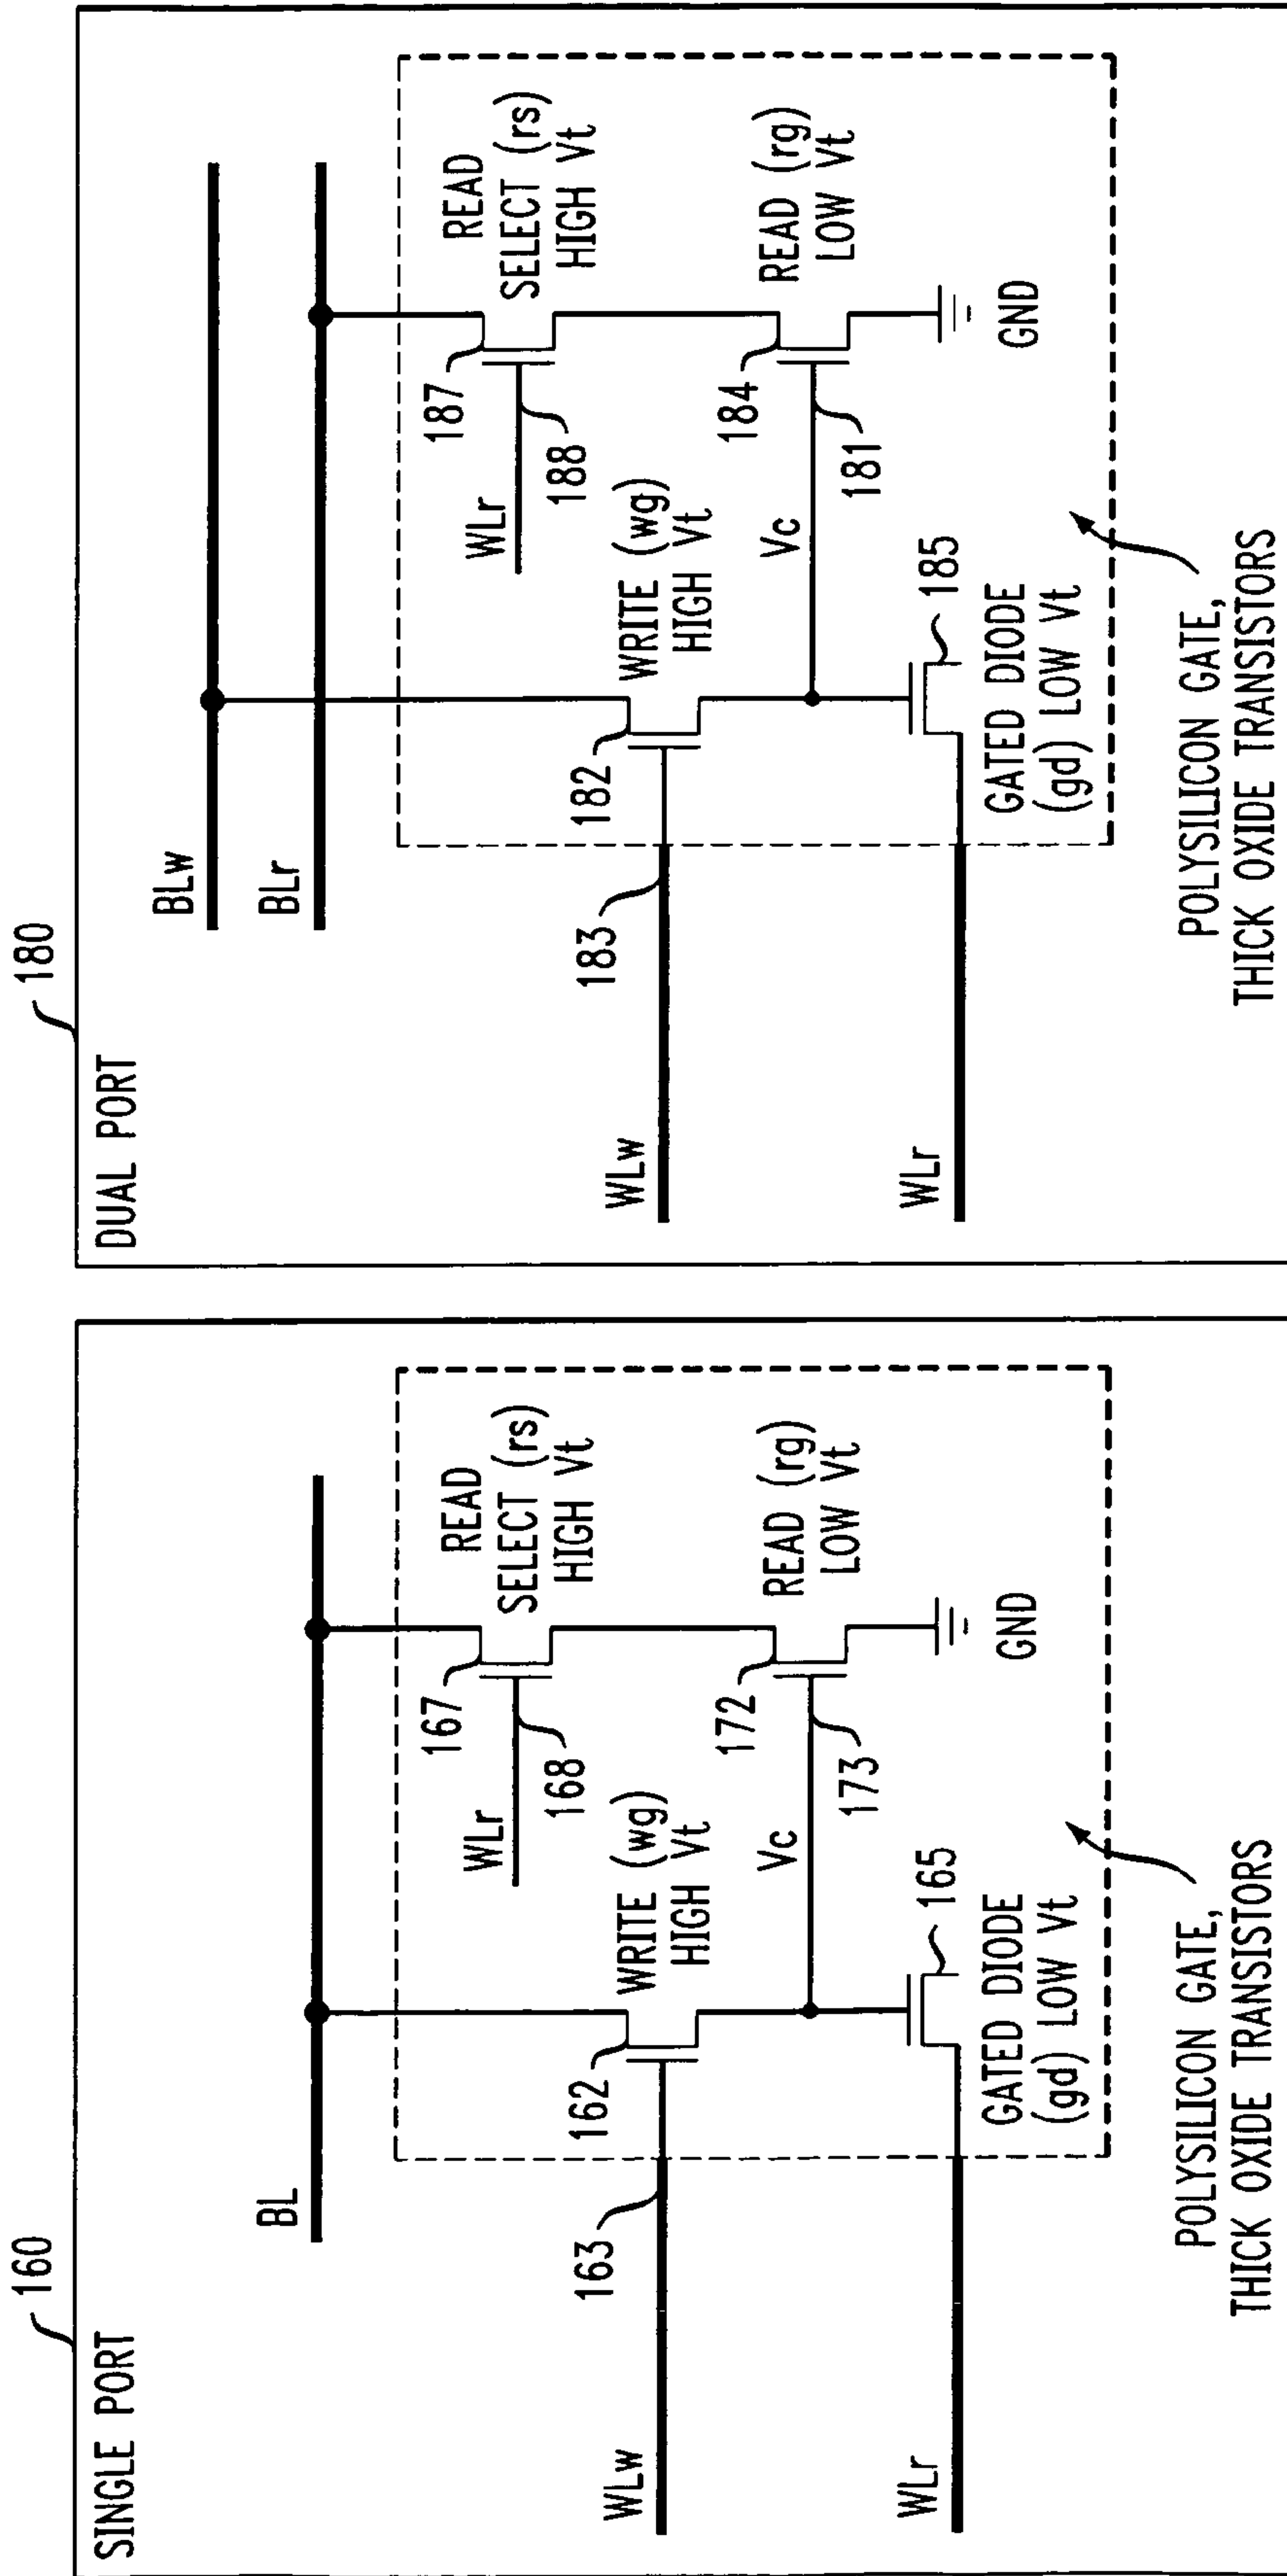 160
SINGLE PORT
BL
READ
SELECT (rs)
HIGH Vt
167
WLr
168
WRITE (wg)
HIGH Vt
162
163
WLw
READ (rg)
LOW Vt
172
173
Vc
GND
165
GATED DIODE
(gd) LOW Vt
WLr
POLYSILICON GATE,
THICK OXIDE TRANSISTORS
180
DUAL PORT
BLw
BLr
READ
SELECT (rs)
HIGH Vt
187
WLr
188
WRITE (wg)
HIGH Vt
182
183
WLw
READ (rg)
LOW Vt
184
181
Vc
GND
185
GATED DIODE
(gd) LOW Vt
WLr
POLYSILICON GATE,
THICK OXIDE TRANSISTORS